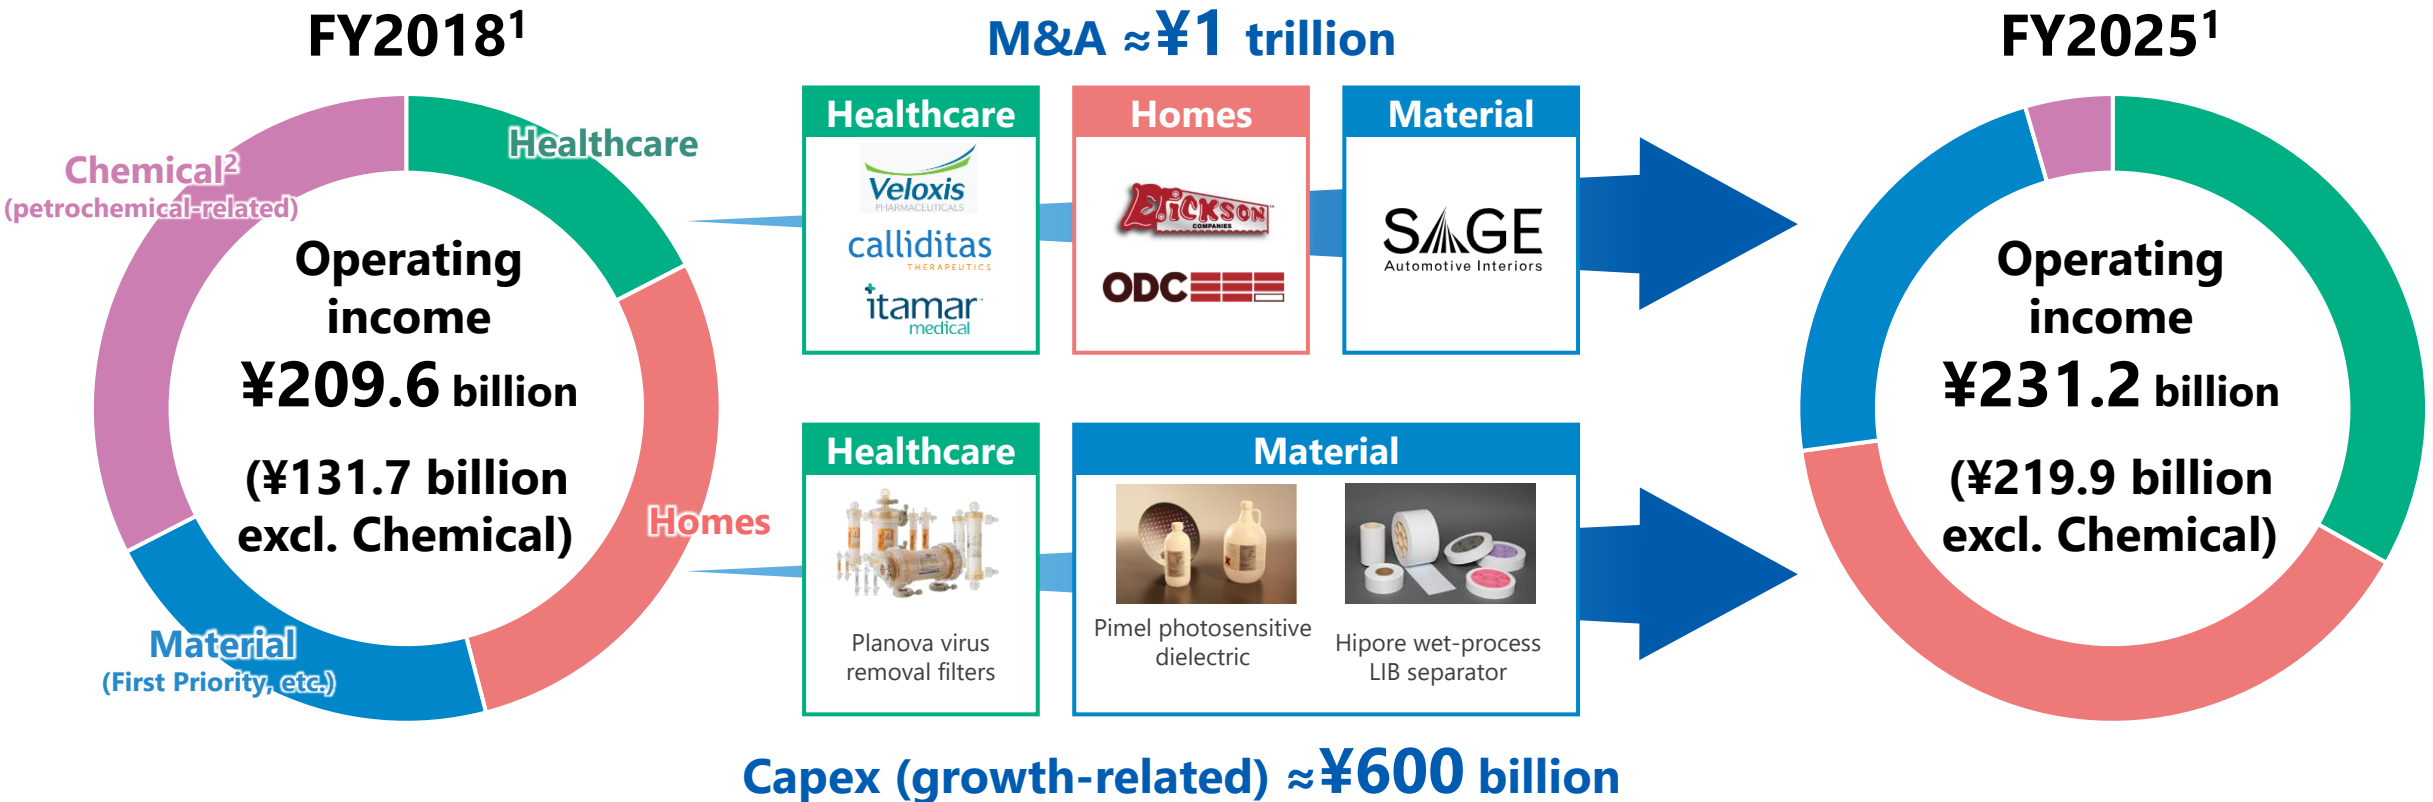 FY2018¹
Chemical²
(petrochemical-related)
Healthcare
Operating
income
¥209.6 billion
(¥131.7 billion
excl. Chemical)
Homes
Material
(First Priority, etc.)
M&A ≈¥1 trillion
Healthcare
Veloxis
PHARMACEUTICALS
calliditas
THERAPEUTICS
itamar
medical
Homes
Erickson
COMPANIES
ODC
Material
SAGE
Automotive Interiors
Healthcare
Planova virus
removal filters
Material
Pimel photosensitive
dielectric
Hipore wet-process
LIB separator
Capex (growth-related) ≈¥600 billion
FY2025¹
Operating
income
¥231.2 billion
(¥219.9 billion
excl. Chemical)